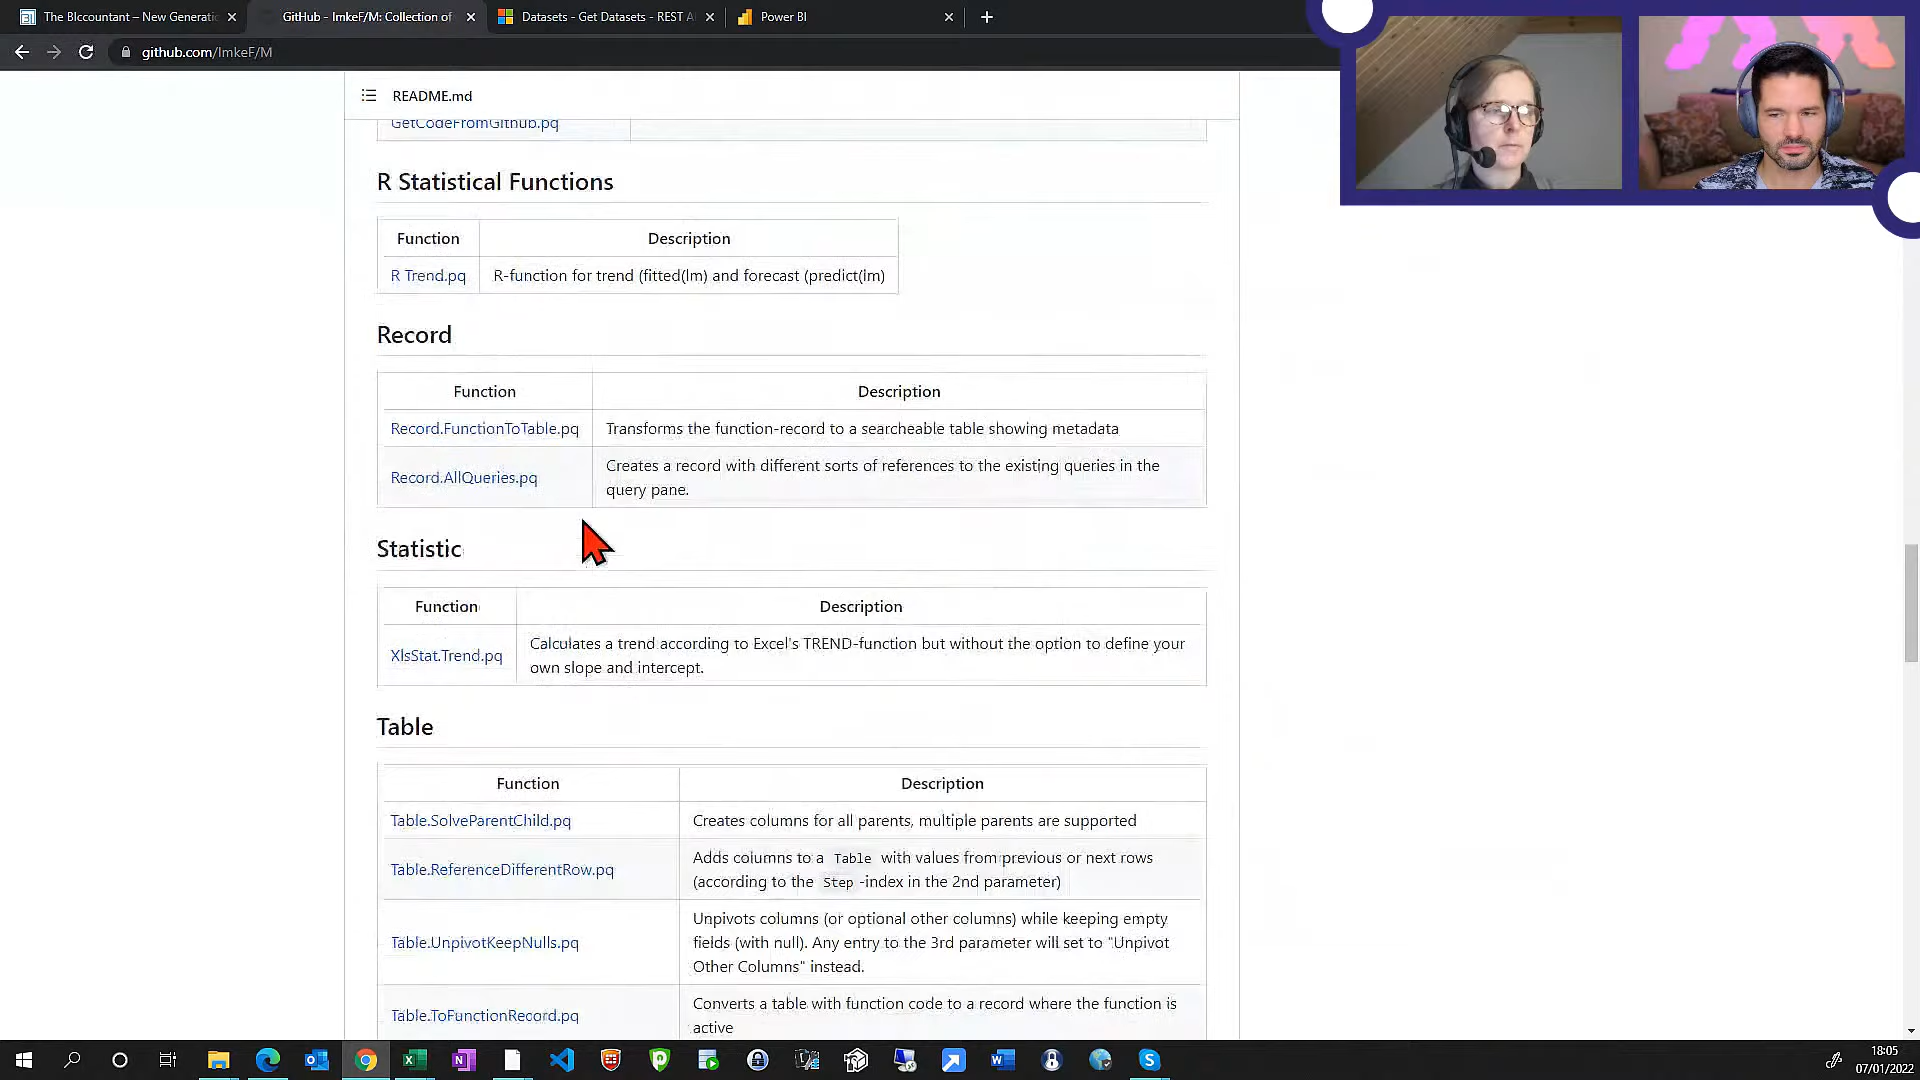 The BIccountant – New Generati
GitHub - ImkeF/M: Collection of
Datasets - Get Datasets - REST A
Power BI
github.com/ImkeF/M
README.md
GetCodeFromGithub.pq
R Statistical Functions
Function Description
R Trend.pq R-function for trend (fitted(lm) and forecast (predict(lm)
Record
Function Description
Record.FunctionToTable.pq Transforms the function-record to a searcheable table showing metadata
Record.AllQueries.pq Creates a record with different sorts of references to the existing queries in the
query pane.
Statistic
Function Description
XlsStat.Trend.pq Calculates a trend according to Excel's TREND-function but without the option to define your
own slope and intercept.
Table
Function Description
Table.SolveParentChild.pq Creates columns for all parents, multiple parents are supported
Table.ReferenceDifferentRow.pq Adds columns to a Table with values from previous or next rows
(according to the Step -index in the 2nd parameter)
Table.UnpivotKeepNulls.pq Unpivots columns (or optional other columns) while keeping empty
fields (with null). Any entry to the 3rd parameter will set to "Unpivot
Other Columns" instead.
Table.ToFunctionRecord.pq Converts a table with function code to a record where the function is
active
18:05
07/01/2022